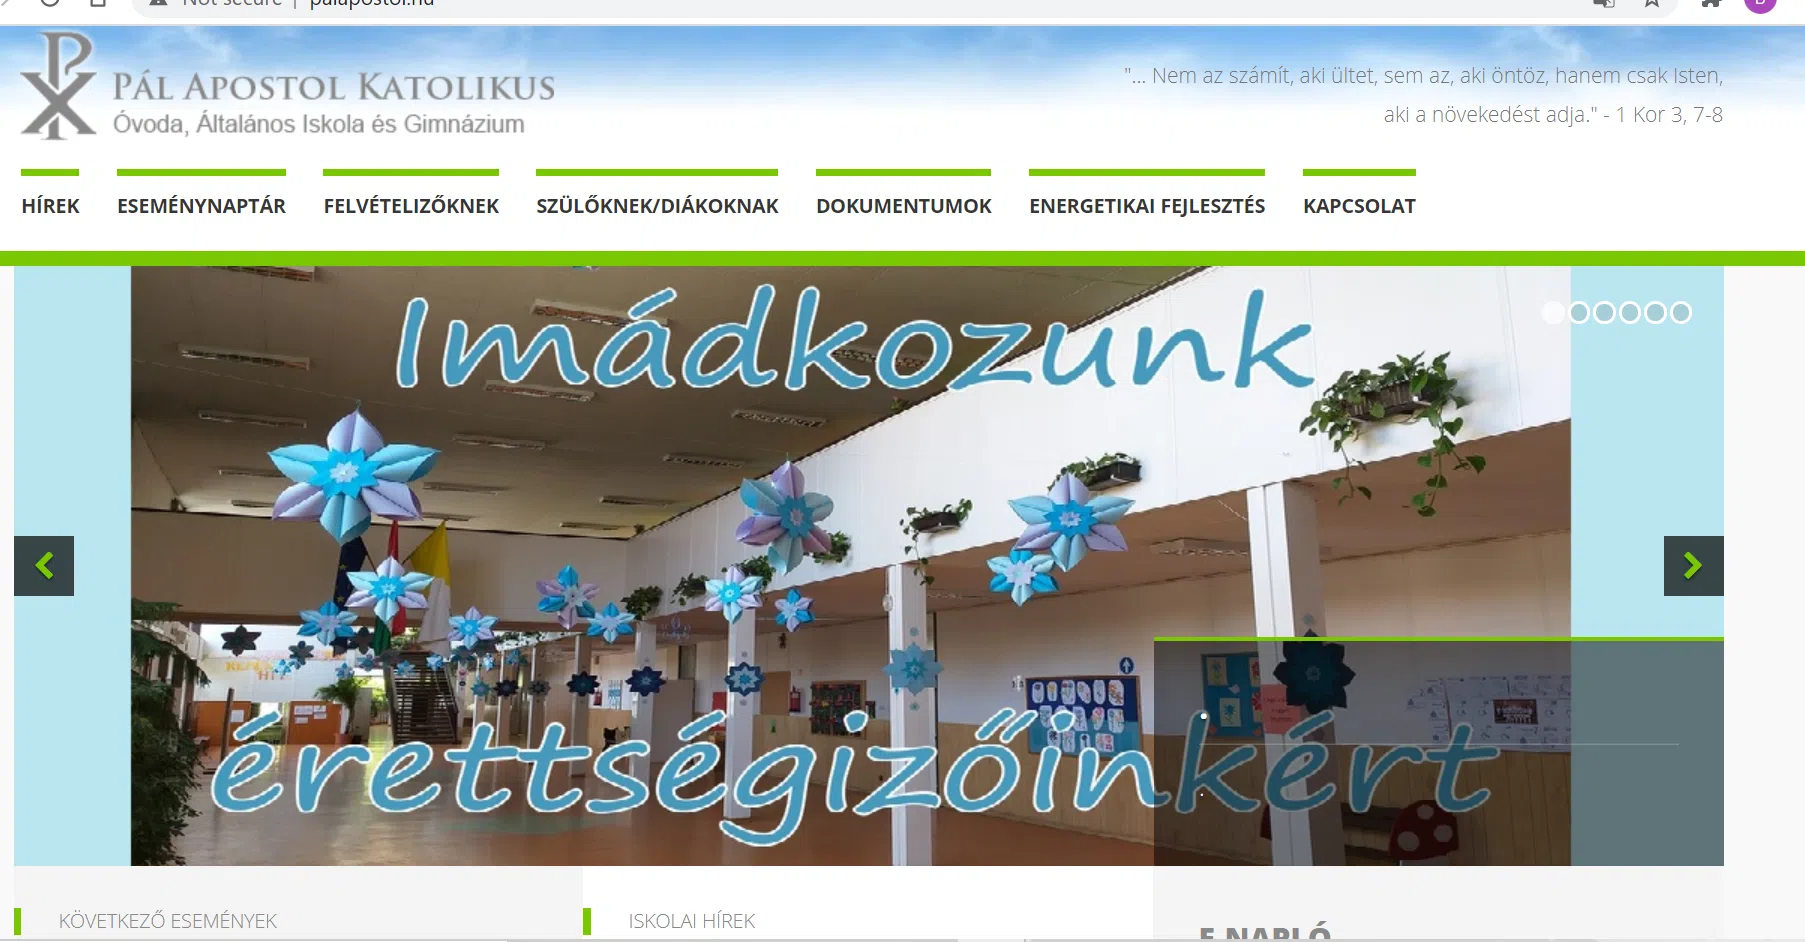 Not secure | palapostol.hu
PÁL APOSTOL KATOLIKUS
Óvoda, Általános Iskola és Gimnázium
"... Nem az számít, aki ültet, sem az, aki öntöz, hanem csak Isten,
aki a növekedést adja." - 1 Kor 3, 7-8
HÍREK ESEMÉNYNAPTÁR FELVÉTELIZŐKNEK SZÜLŐKNEK/DIÁKOKNAK DOKUMENTUMOK ENERGETIKAI FEJLESZTÉS KAPCSOLAT
Imádkozunk
érettségizőinkért
KÖVETKEZŐ ESEMÉNYEK
ISKOLAI HÍREK
E-NAPLÓ